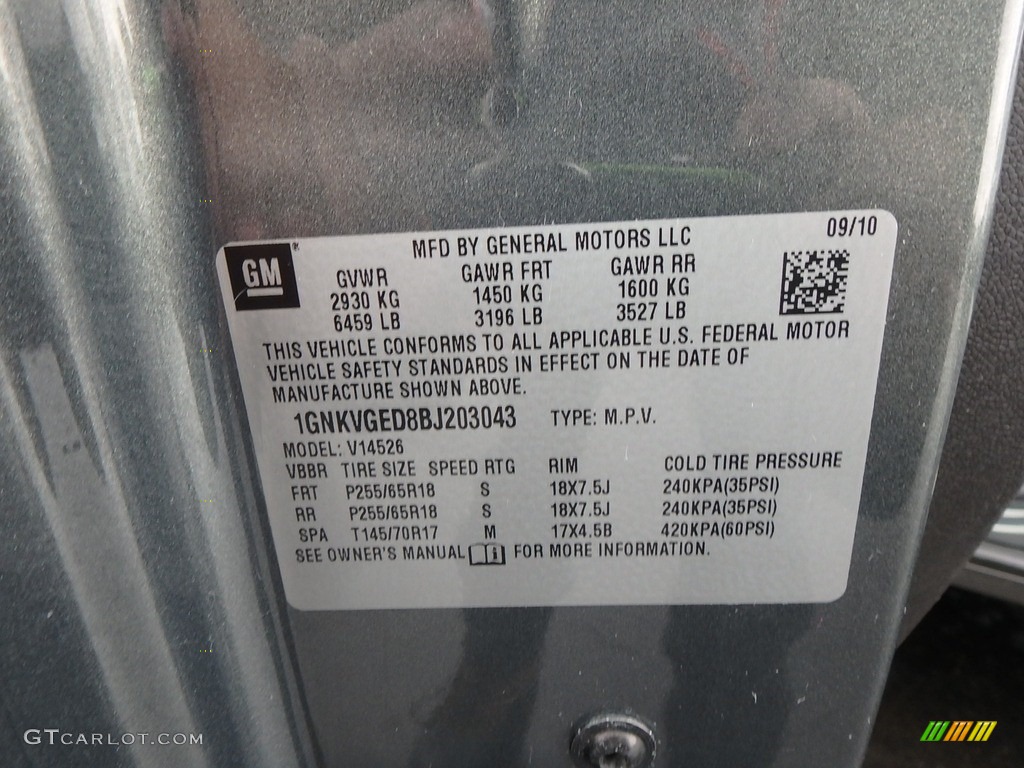 09/10
MFD BY GENERAL MOTORS LLC
GM
GVWR GAWR FRT GAWR RR
2930 KG 1450 KG 1600 KG
6459 LB 3196 LB 3527 LB
THIS VEHICLE CONFORMS TO ALL APPLICABLE U.S. FEDERAL MOTOR
VEHICLE SAFETY STANDARDS IN EFFECT ON THE DATE OF
MANUFACTURE SHOWN ABOVE.
1GNKVGED8BJ203043 TYPE: M.P.V.
MODEL: V14526
VBBR TIRE SIZE SPEED RTG RIM COLD TIRE PRESSURE
FRT P255/65R18 S 18X7.5J 240KPA(35PSI)
RR P255/65R18 S 18X7.5J 240KPA(35PSI)
SPA T145/70R17 M 17X4.5B 420KPA(60PSI)
SEE OWNER'S MANUAL FOR MORE INFORMATION.
GTCARLOT.COM